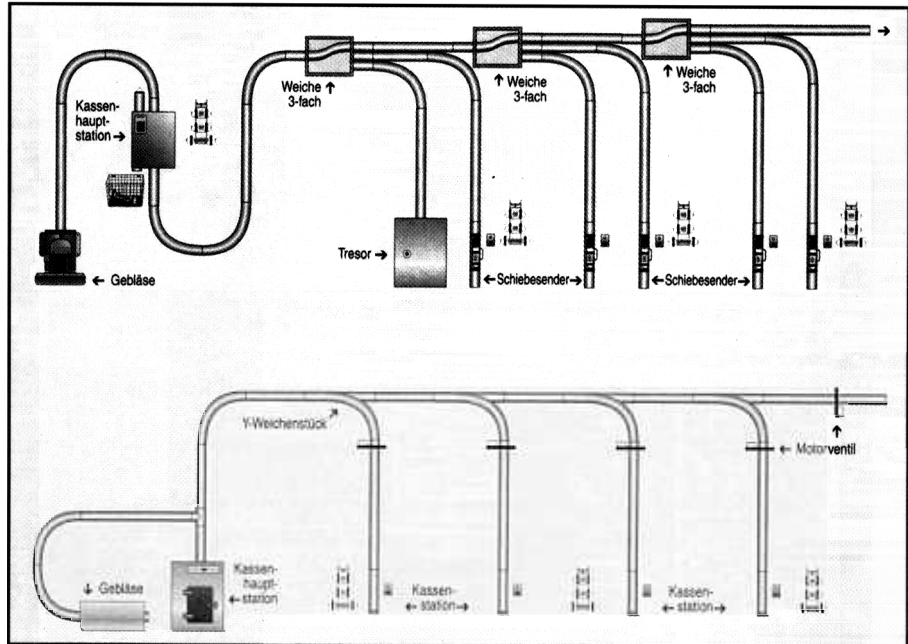 Kassen-
haupt-
station →
← Gebläse
Weiche ↑
3-fach
↑ Weiche
3-fach
↑ Weiche
3-fach
→
Tresor →
← Schiebesender →
← Schiebesender →
Y-Weichenstück
← Motorventil
↓ Gebläse
Kassen-
haupt-
← station
Kassen-
← station →
Kassen-
← station →